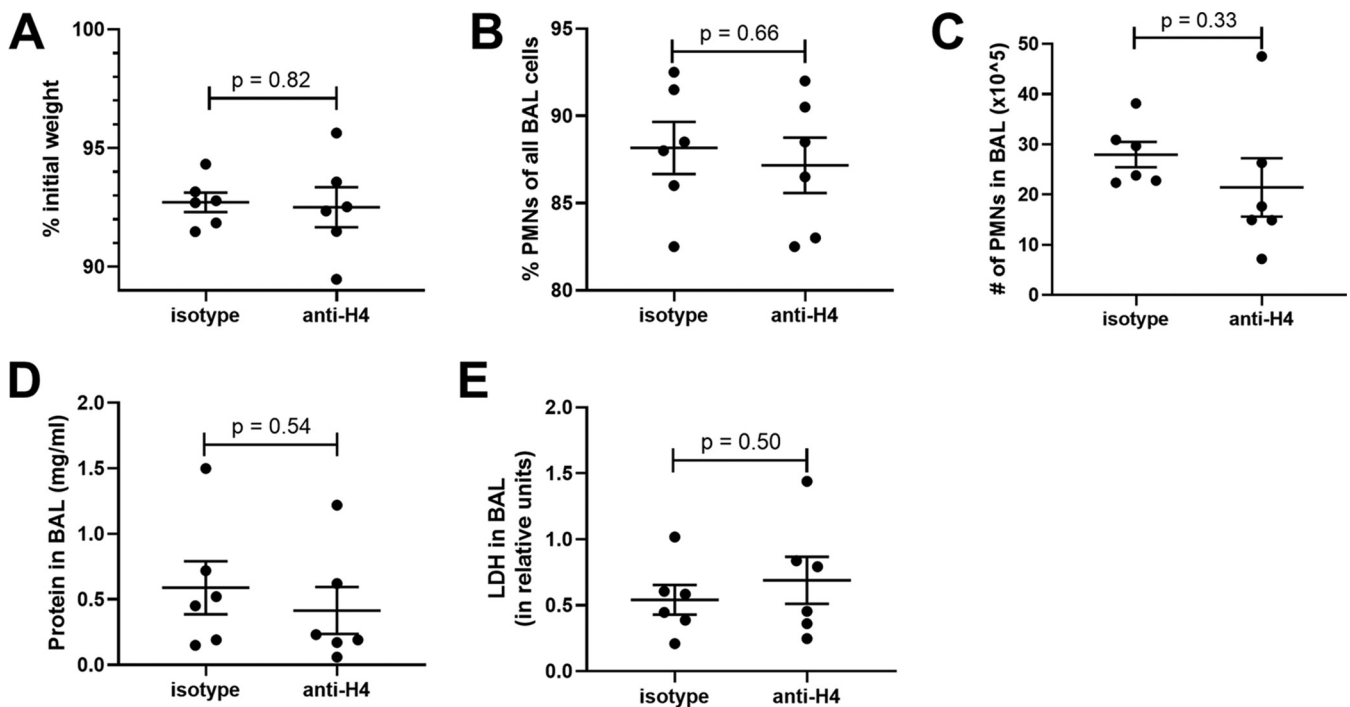 A
% initial weight
100
95
90
p = 0.82
isotype
anti-H4
B
% PMNs of all BAL cells
95
90
85
80
p = 0.66
isotype
anti-H4
C
# of PMNs in BAL (x10^5)
50
40
30
20
10
0
p = 0.33
isotype
anti-H4
D
Protein in BAL (mg/ml)
2.0
1.5
1.0
0.5
0.0
p = 0.54
isotype
anti-H4
E
LDH in BAL
(in relative units)
2.0
1.5
1.0
0.5
0.0
p = 0.50
isotype
anti-H4